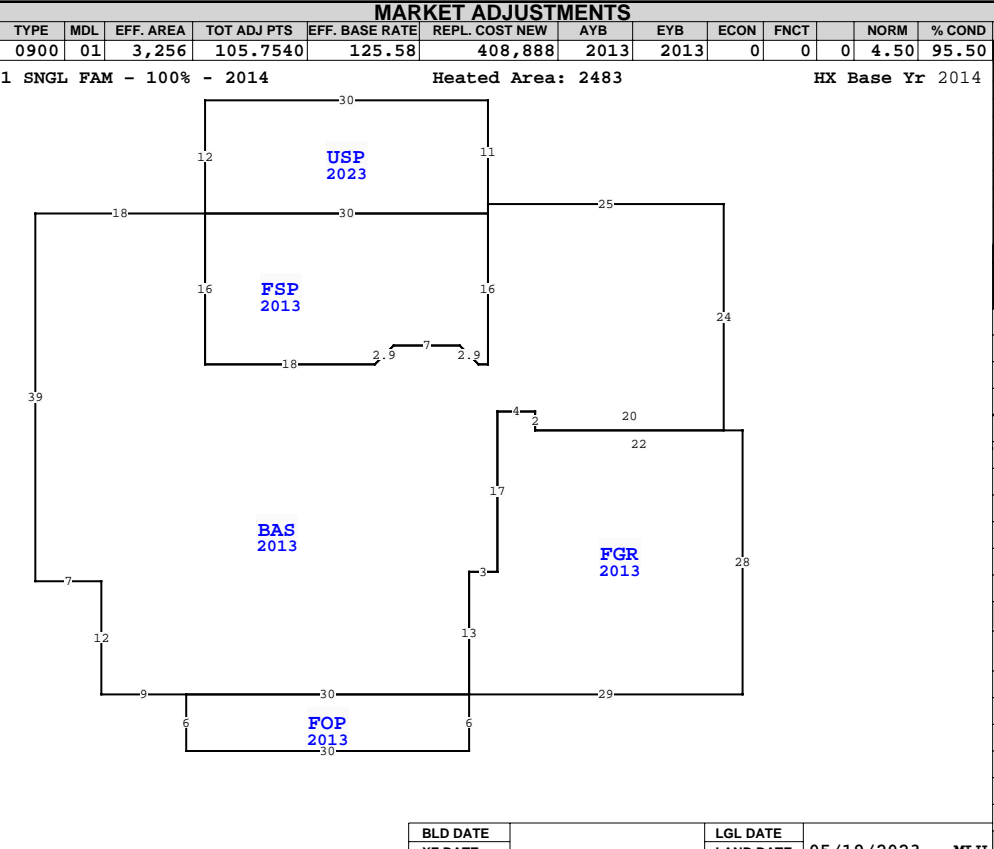 MARKET ADJUSTMENTS
TYPE MDL EFF. AREA TOT ADJ PTS EFF. BASE RATE REPL. COST NEW AYB EYB ECON FNCT NORM % COND
0900 01 3,256 105.7540 125.58 408,888 2013 2013 0 0 0 4.50 95.50
1 SNGL FAM - 100% - 2014 Heated Area: 2483 HX Base Yr 2014
30
12 USP 11
2023
25
18 30
16 FSP 16
2013
24
7
2.9 2.9
18
39
4 20
2
22
17
BAS
2013
FGR
2013
28
3
7
13
12
9 30 29
6 FOP 6
2013
30
BLD DATE LGL DATE
05/19/2023